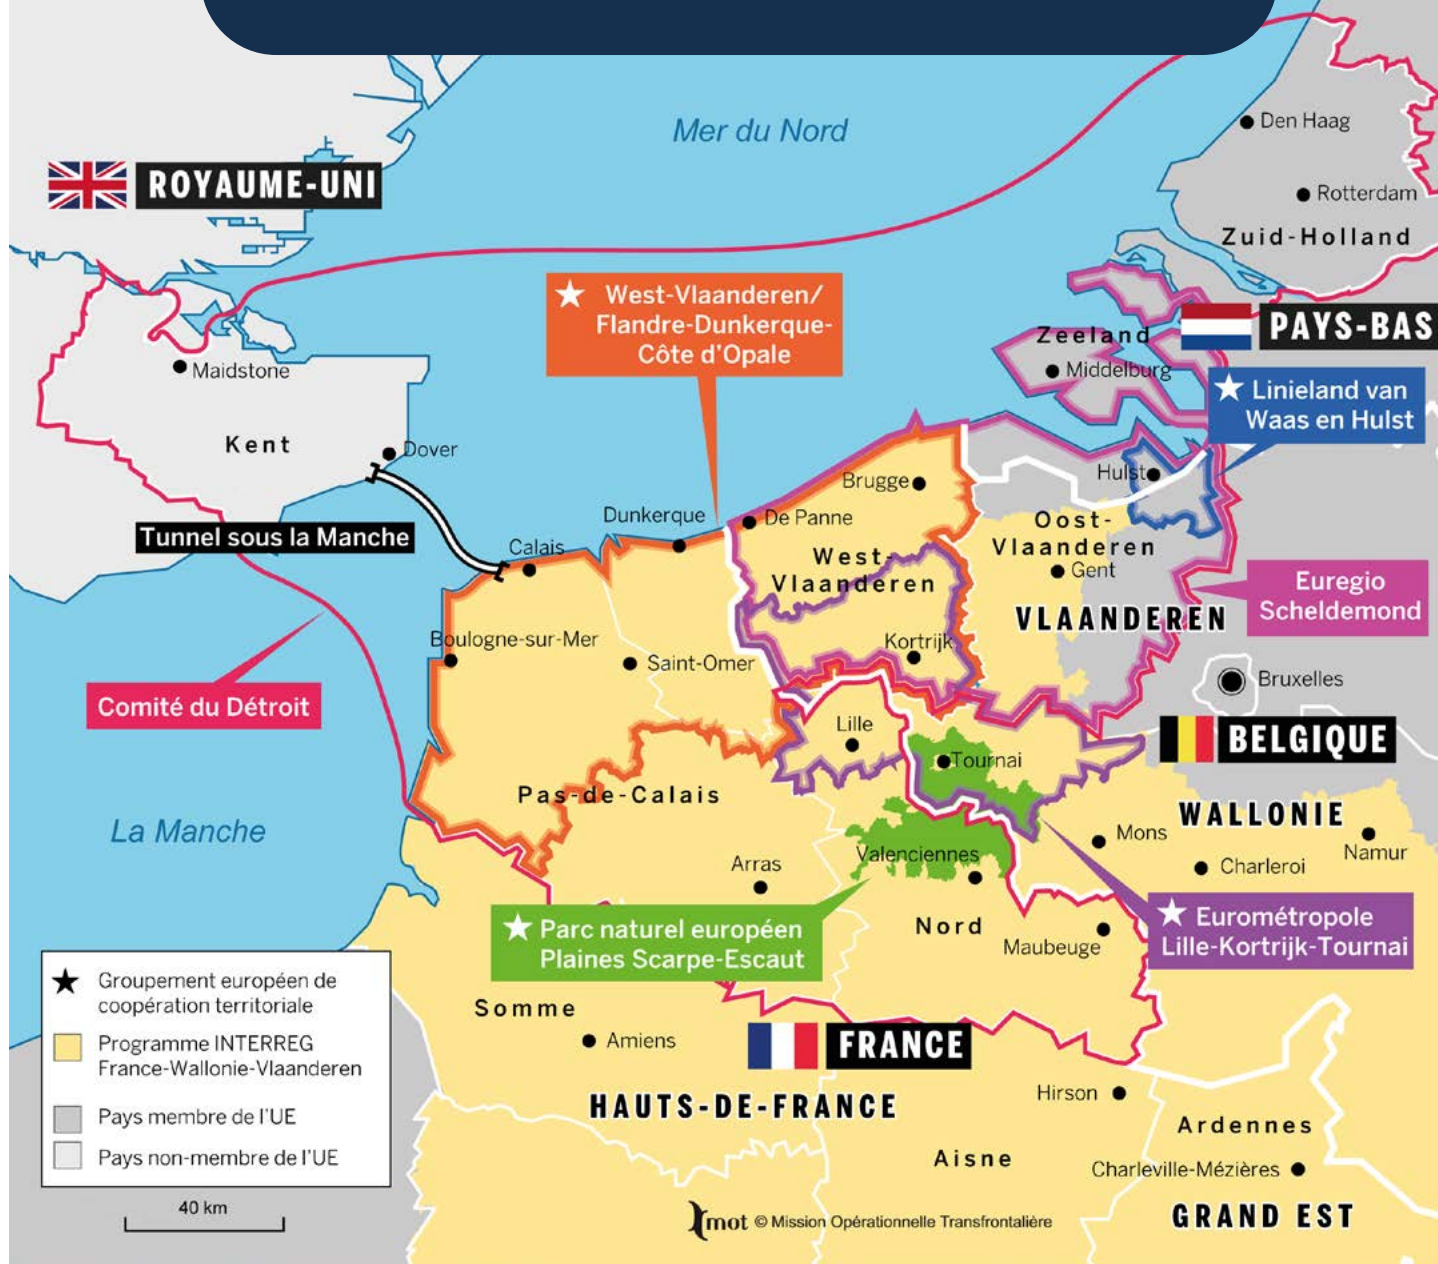 Mer du Nord
Den Haag
ROYAUME-UNI
Rotterdam
Zuid-Holland
West-Vlaanderen/
Flandre-Dunkerque-
Côte d'Opale
PAYS-BAS
Zeeland
Middelburg
Maidstone
Linieland van
Waas en Hulst
Kent
Dover
Hulst
Brugge
Dunkerque
De Panne
Oost-
Vlaanderen
Tunnel sous la Manche
Calais
West-
Vlaanderen
Gent
Euregio
Scheldemond
VLAANDEREN
Boulogne-sur-Mer
Kortrijk
Saint-Omer
Bruxelles
Comité du Détroit
Lille
BELGIQUE
Tournai
Pas-de-Calais
La Manche
WALLONIE
Mons
Namur
Valenciennes
Arras
Charleroi
Parc naturel européen
Plaines Scarpe-Escaut
Nord
Maubeuge
Eurométropole
Lille-Kortrijk-Tournai
Groupement européen de
coopération territoriale
Programme INTERREG
France-Wallonie-Vlaanderen
Pays membre de l'UE
Pays non-membre de l'UE
40 km
Somme
Amiens
FRANCE
HAUTS-DE-FRANCE
Hirson
Ardennes
Aisne
Charleville-Mézières
GRAND EST
mot © Mission Opérationnelle Transfrontalière